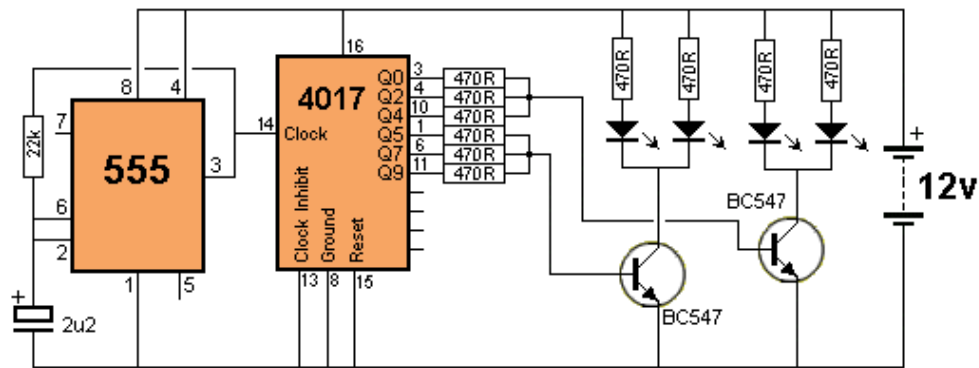 16
3
470R
Q0
4
470R
Q2
10
470R
Q4
1
470R
Q5
6
470R
Q7
11
470R
Q9
8
4
7
555
3
22k
6
2
1
5
+
2u2
4017
14
Clock
Clock Inhibit
Ground
Reset
13
8
15
470R
470R
470R
470R
BC547
BC547
+
12v